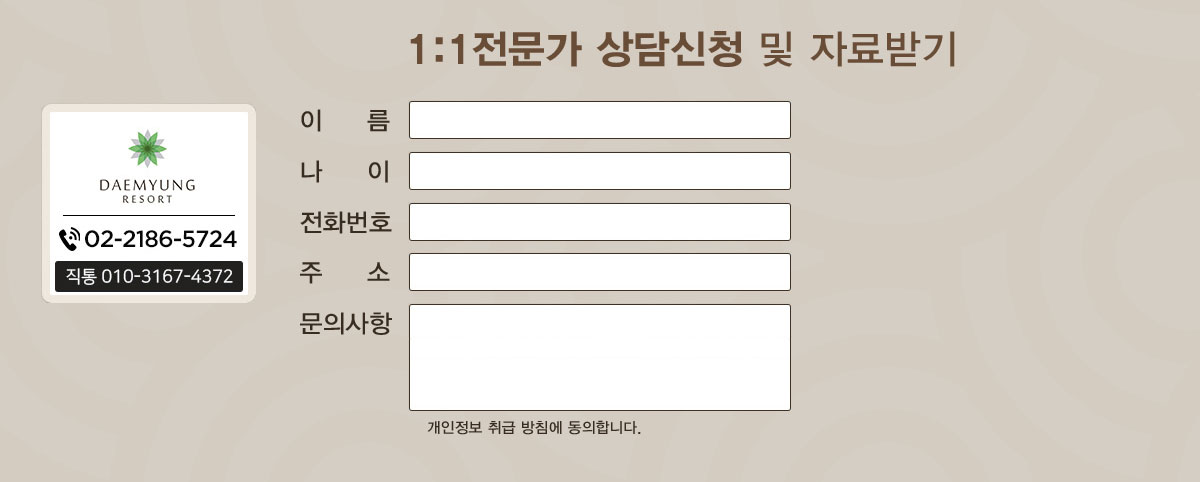 1:1전문가 상담신청 및 자료받기
DAEMYUNG
RESORT
02-2186-5724
직통 010-3167-4372
이 름
나 이
전화번호
주 소
문의사항
개인정보 취급 방침에 동의합니다.